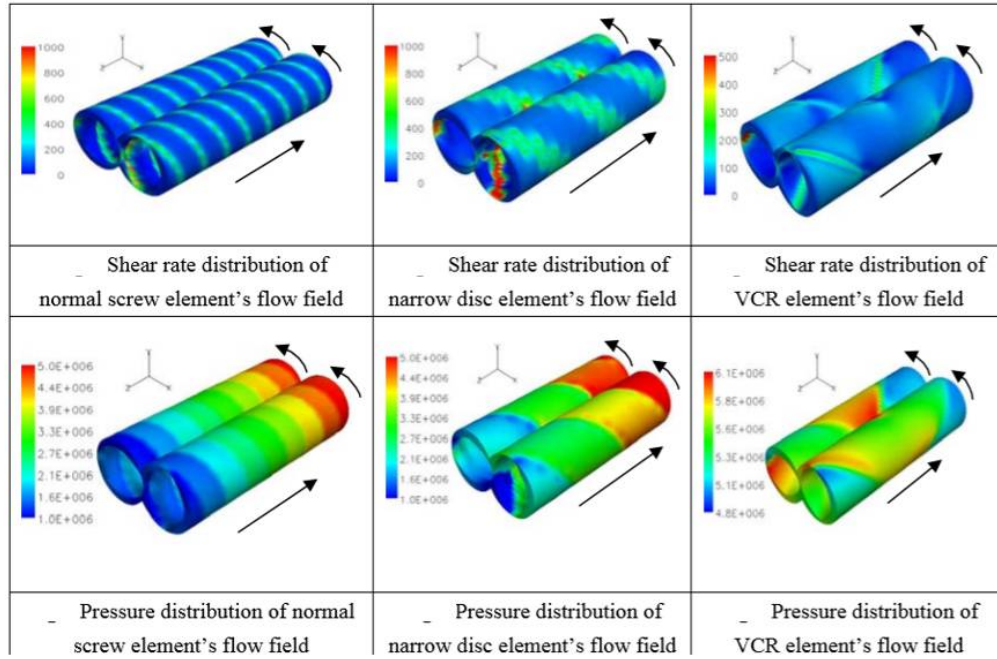 1000
800
600
400
200
0
Y
Z
X
1000
800
600
400
200
0
Y
Z
X
500
400
300
200
100
0
Y
Z
X
_ Shear rate distribution of
normal screw element’s flow field
_ Shear rate distribution of
narrow disc element’s flow field
_ Shear rate distribution of
VCR element’s flow field
5.0E+006
4.4E+006
3.9E+006
3.3E+006
2.7E+006
2.1E+006
1.6E+006
1.0E+006
Y
Z
X
5.0E+006
4.4E+006
3.9E+006
3.3E+006
2.7E+006
2.1E+006
1.6E+006
1.0E+006
Y
Z
X
6.1E+006
5.8E+006
5.6E+006
5.3E+006
5.1E+006
4.8E+006
Y
Z
X
_ Pressure distribution of normal
screw element’s flow field
_ Pressure distribution of
narrow disc element’s flow field
_ Pressure distribution of
VCR element’s flow field